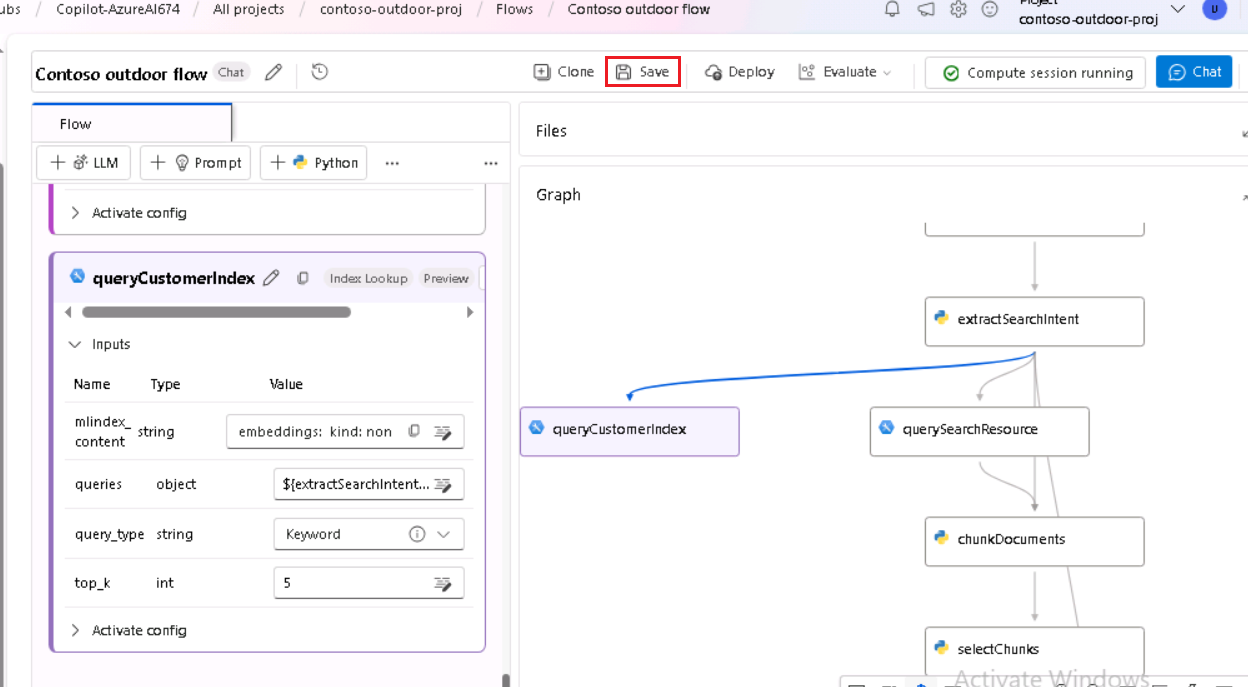 ubs / Copilot-AzureAI674 / All projects / contoso-outdoor-proj / Flows / Contoso outdoor flow
Project
contoso-outdoor-proj
U
Contoso outdoor flow Chat
Clone Save Deploy Evaluate Compute session running Chat
Flow
Files
+ LLM + Prompt + Python ... ...
Graph
Activate config
queryCustomerIndex Index Lookup Preview
Inputs
Name Type Value
mlindex_content string embeddings: kind: non
queries object ${extractSearchIntent...
query_type string Keyword
top_k int 5
Activate config
extractSearchIntent
queryCustomerIndex
querySearchResource
chunkDocuments
selectChunks
Activate Windows